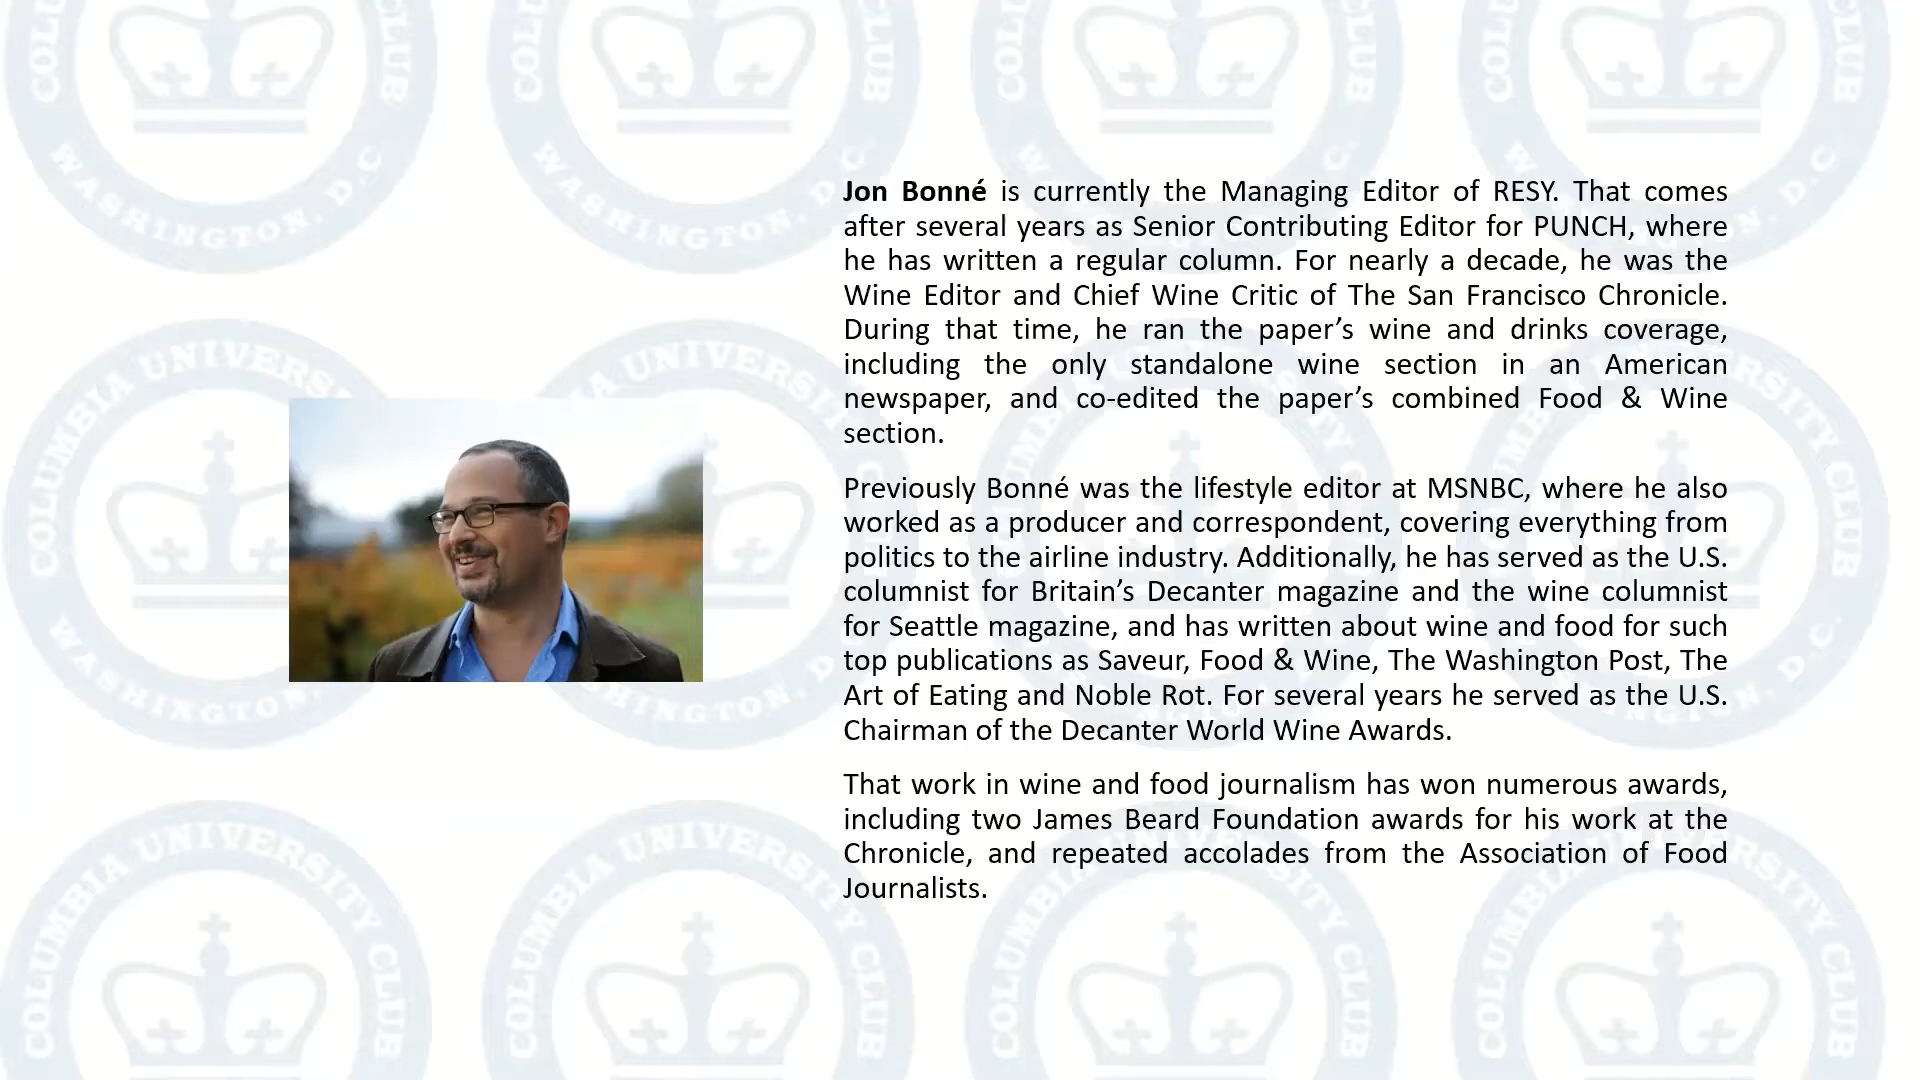 COLUMBIA UNIVERSITY CLUB
WASHINGTON, D.C.
Jon Bonné is currently the Managing Editor of RESY. That comes
after several years as Senior Contributing Editor for PUNCH, where
he has written a regular column. For nearly a decade, he was the
Wine Editor and Chief Wine Critic of The San Francisco Chronicle.
During that time, he ran the paper’s wine and drinks coverage,
including the only standalone wine section in an American
newspaper, and co-edited the paper’s combined Food & Wine
section.
Previously Bonné was the lifestyle editor at MSNBC, where he also
worked as a producer and correspondent, covering everything from
politics to the airline industry. Additionally, he has served as the U.S.
columnist for Britain’s Decanter magazine and the wine columnist
for Seattle magazine, and has written about wine and food for such
top publications as Saveur, Food & Wine, The Washington Post, The
Art of Eating and Noble Rot. For several years he served as the U.S.
Chairman of the Decanter World Wine Awards.
That work in wine and food journalism has won numerous awards,
including two James Beard Foundation awards for his work at the
Chronicle, and repeated accolades from the Association of Food
Journalists.